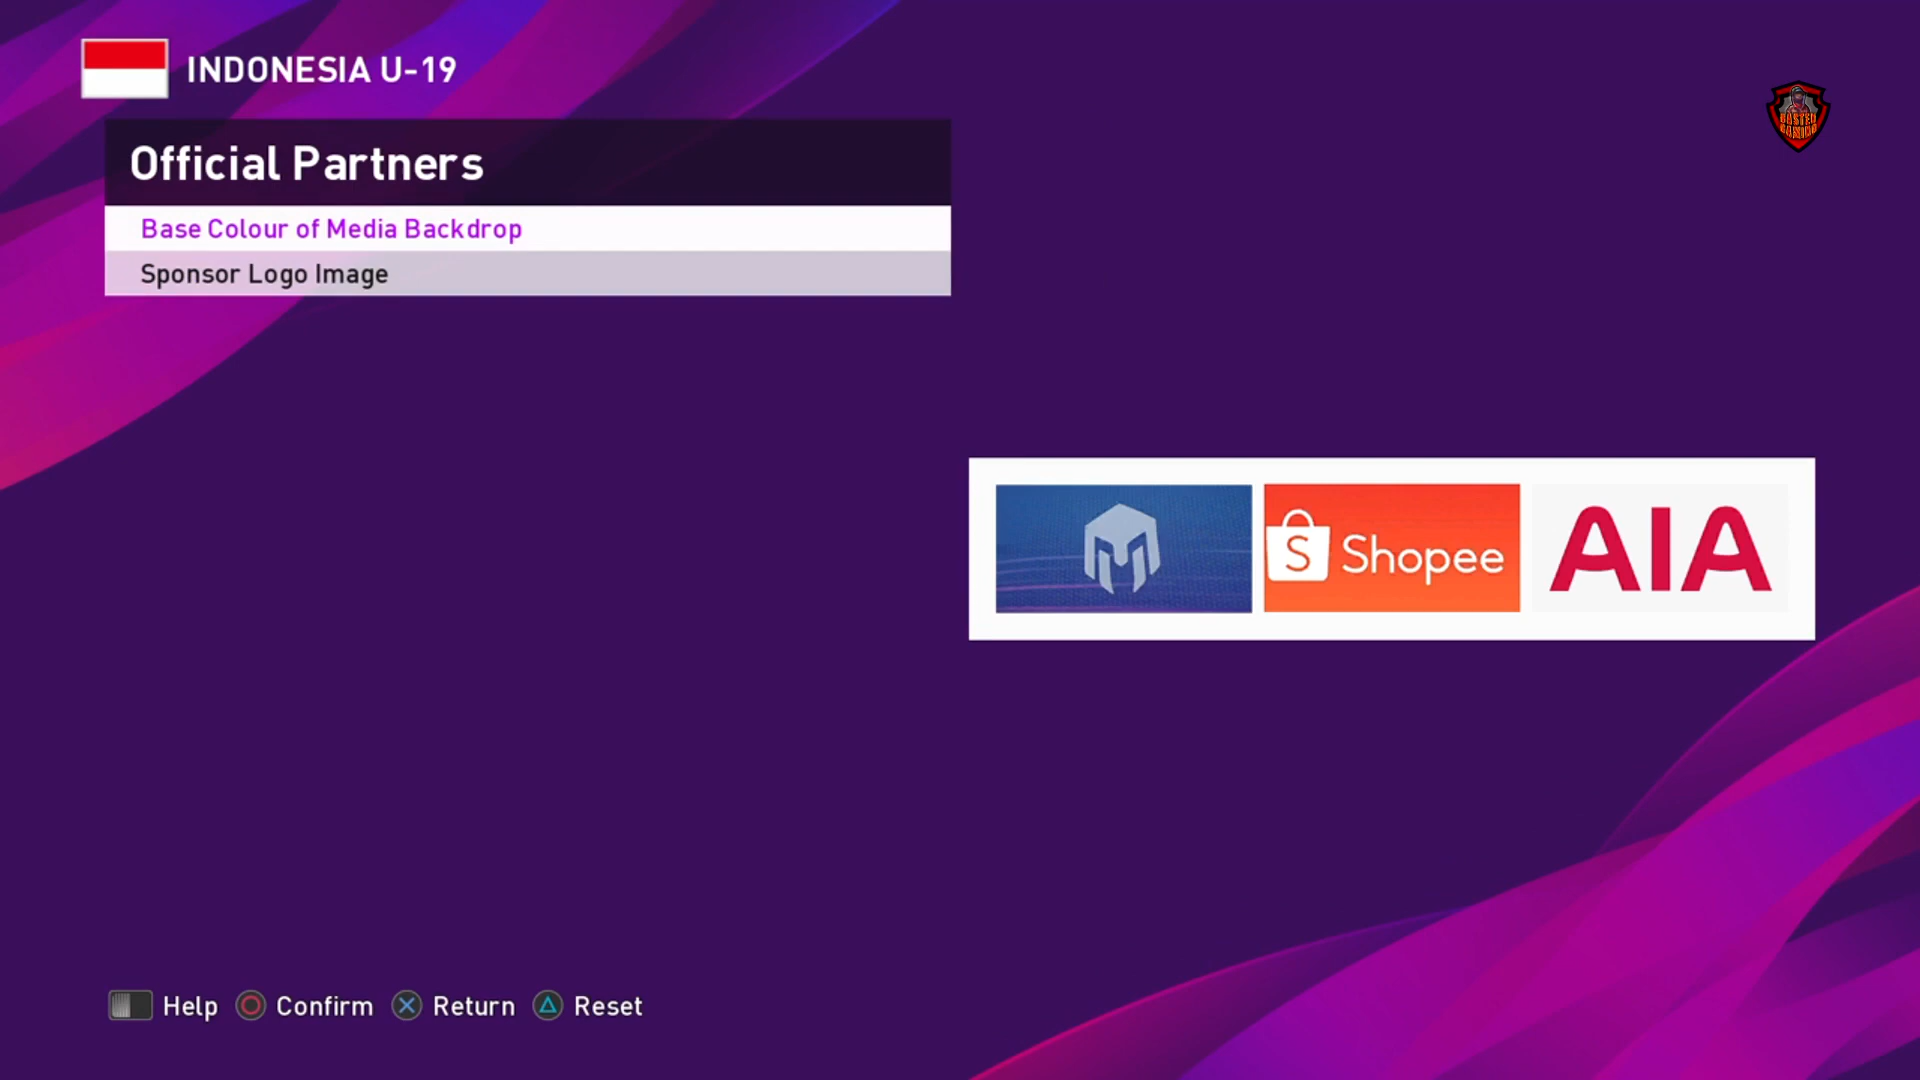 INDONESIA U-19
Official Partners
Base Colour of Media Backdrop
Sponsor Logo Image
S Shopee
AIA
Help Confirm Return Reset